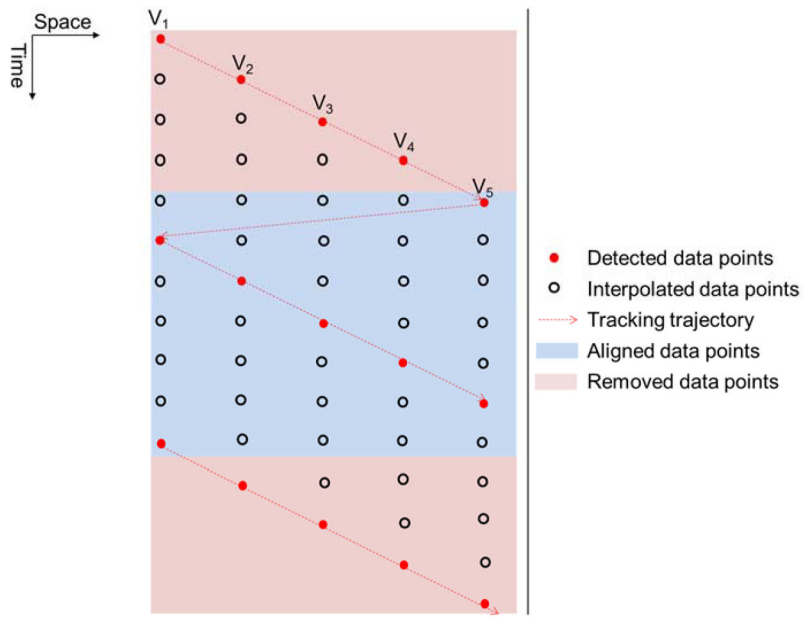 Space
Time
V1
V2
V3
V4
V5
Detected data points
Interpolated data points
Tracking trajectory
Aligned data points
Removed data points